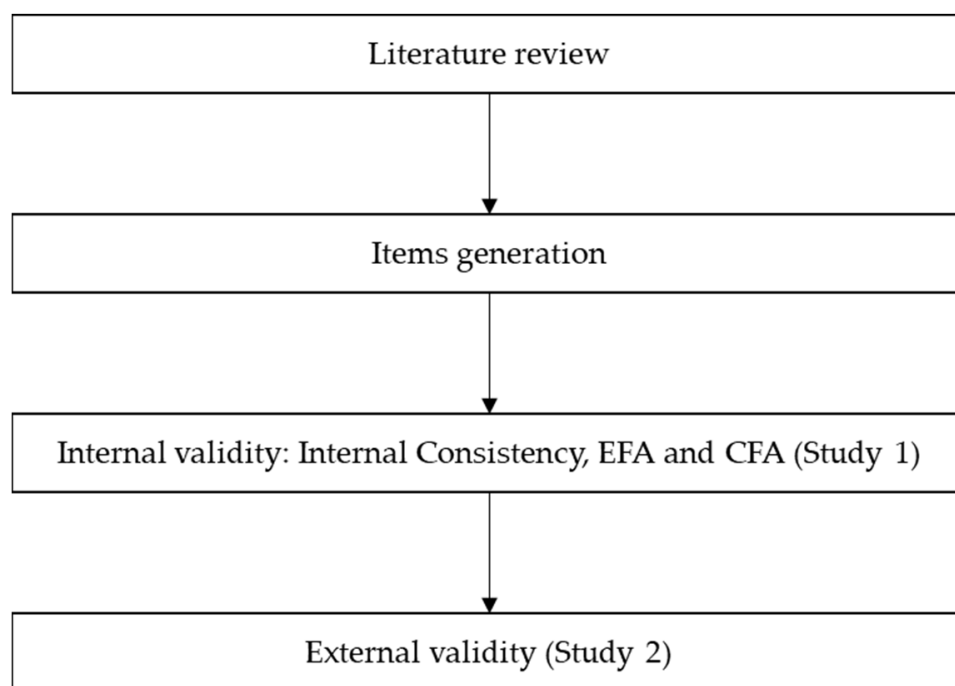 Literature review
Items generation
Internal validity: Internal Consistency, EFA and CFA (Study 1)
External validity (Study 2)